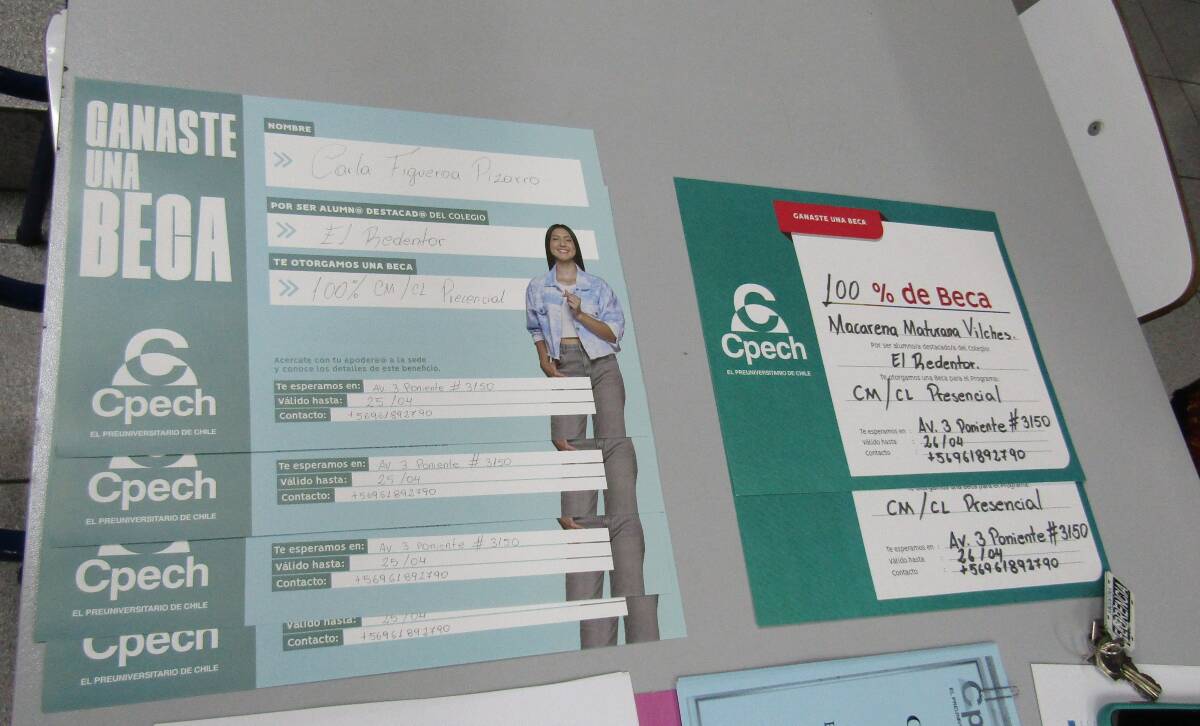 GANASTE
UNA
BECA
NOMBRE
Carla Figueroa Pizarro
POR SER ALUMN@ DESTACAD@ DEL COLEGIO
El Redentor
TE OTORGAMOS UNA BECA
100% CM/CL Precencial
Acercate con tu apoderad@ a la sede
y conoce los detalles de este beneficio.
Te esperamos en: Av. 3 Poniente # 3150
Válido hasta: 25/04
Contacto: +56961892790
Cpech
EL PREUNIVERSITARIO DE CHILE
Te esperamos en: Av. 3 Poniente # 3150
Válido hasta: 25/04
Contacto: +56961892790
Cpech
EL PREUNIVERSITARIO DE CHILE
Te esperamos en: Av. 3 Poniente # 3150
Válido hasta: 25/04
Contacto: +56961892790
Cpech
EL PREUNIVERSITARIO DE CHILE
Válido hasta: 25/04
Contacto: +56961892790
Cpech
EL PREUNIVERSITARIO DE CHILE
GANASTE UNA BECA
100 % de Beca
Macarena Maturana Vilches.
Por ser alumno/a destacado/a del Colegio:
El Redentor.
Te otorgamos una Beca para el Programa:
CM/CL Presencial
Te esperamos en : Av. 3 Poniente # 3150
Válido hasta : 26/04
Contacto : +56961892790
Cpech
EL PREUNIVERSITARIO DE CHILE
CM/CL Presencial
Te esperamos en : Av. 3 Poniente #3150
Válido hasta : 26/04
Contacto : +56961892790